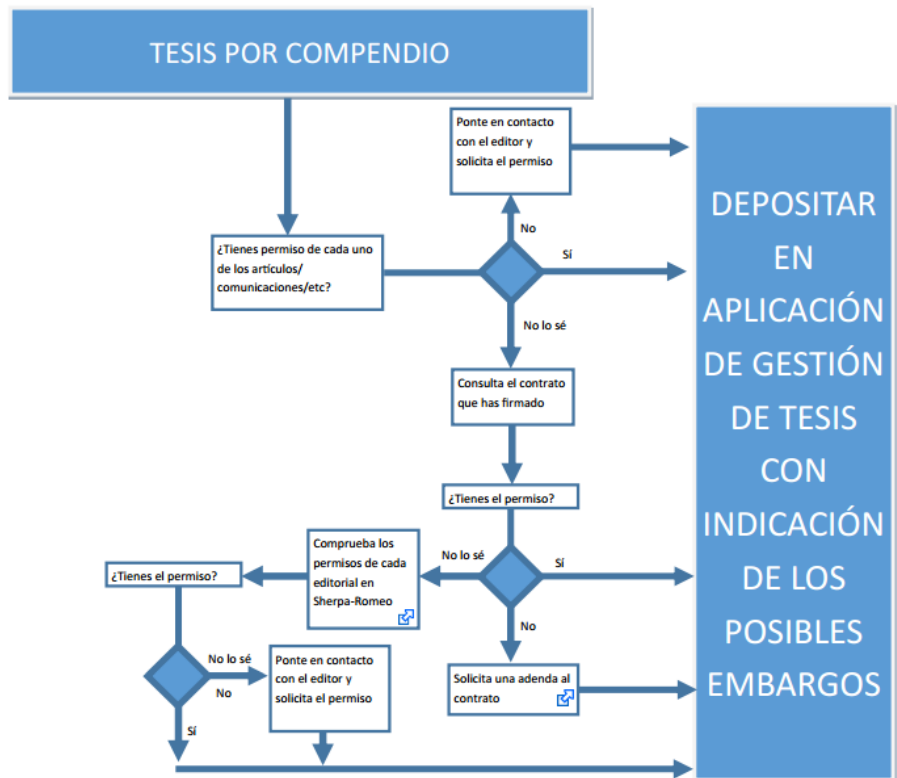 TESIS POR COMPENDIO
Ponte en contacto
con el editor y
solicita el permiso
No
¿Tienes permiso de cada uno
de los artículos/
comunicaciones/etc?
Sí
No lo sé
Consulta el contrato
que has firmado
¿Tienes el permiso?
No lo sé
Sí
No
Comprueba los
permisos de cada
editorial en
Sherpa-Romeo
¿Tienes el permiso?
No lo sé
No
Sí
Ponte en contacto
con el editor y
solicita el permiso
Solicita una adenda al
contrato
DEPOSITAR
EN
APLICACIÓN
DE GESTIÓN
DE TESIS
CON
INDICACIÓN
DE LOS
POSIBLES
EMBARGOS